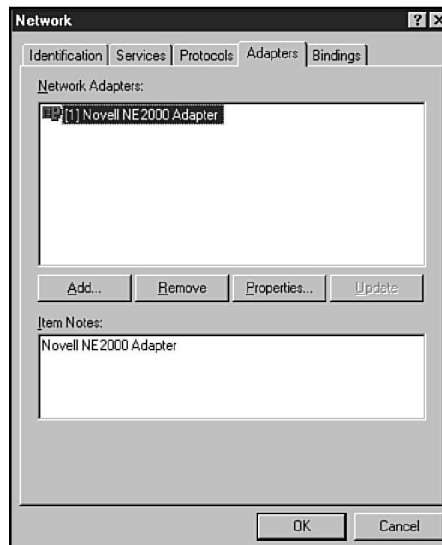 Network
Identification Services Protocols Adapters Bindings
Network Adapters:
[1] Novell NE2000 Adapter
Add... Remove Properties... Update
Item Notes:
Novell NE2000 Adapter
OK Cancel